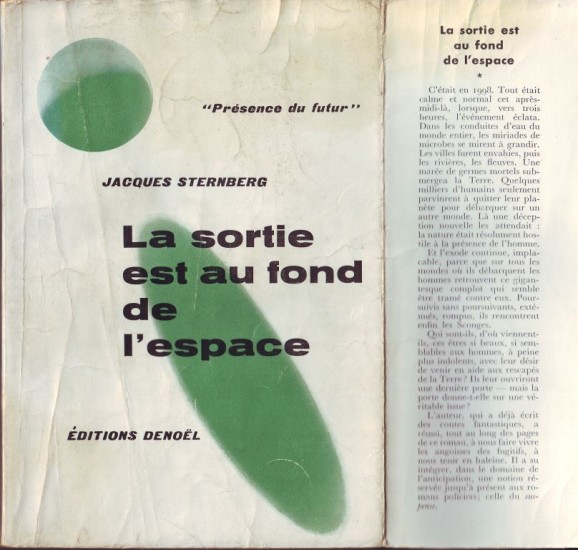 "Présence du futur"
JACQUES STERNBERG
La sortie
est au fond
de
l'espace
ÉDITIONS DENOËL
La sortie est
au fond
de l'espace
*
C'était en 1998. Tout était
calme et normal cet après-
midi-là, lorsque, vers trois
heures, l'événement éclata.
Dans les conduites d'eau du
monde entier, les miriades de
microbes se mirent à grandir.
Les villes furent envahies, puis
les rivières, les fleuves. Une
marée de germes mortels sub-
mergea la Terre. Quelques
milliers d'humains seulement
parvinrent à quitter leur pla-
nète pour débarquer sur un
autre monde. Là une décep-
tion nouvelle les attendait :
la nature était résolument hos-
tile à la présence de l'homme.
Et l'exode continue, impla-
cable, parce que sur tous les
mondes où ils débarquent les
hommes retrouvent ce gigan-
tesque complot qui semble
être tramé contre eux. Pour-
suivis sans poursuivants, exté-
nués, rompus, ils rencontrent
enfin les Sconges.
Qui sont-ils, d'où viennent-
ils, ces êtres si beaux, si sem-
blables aux hommes, à peine
plus indolents, avec leur désir
de venir en aide aux rescapés
de la Terre? Ils leur ouvriront
une dernière porte — mais la
porte donne-t-elle sur une vé-
ritable issue?
L'auteur, qui a déjà écrit
des contes fantastiques, a
réussi, tout au long des pages
de ce roman, à nous faire vivre
les angoisses des fugitifs, à
nous tenir en haleine. Il a su
intégrer, dans le domaine de
l'anticipation, une notion ré-
servée jusqu'à présent aux ro-
mans policiers; celle du sus-
pense.